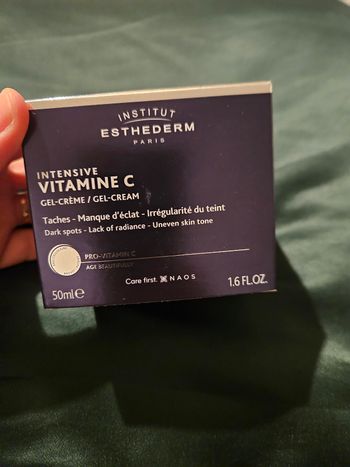 INSTITUT
ESTHEDERM
PARIS
INTENSIVE
VITAMINE C
GEL-CRÈME / GEL-CREAM
Taches - Manque d'éclat - Irrégularité du teint
Dark spots - Lack of radiance - Uneven skin tone
PRO-VITAMIN C
AGE BEAUTIFULLY
Care first. NAOS
50ml℮ 1.6 FL.OZ.